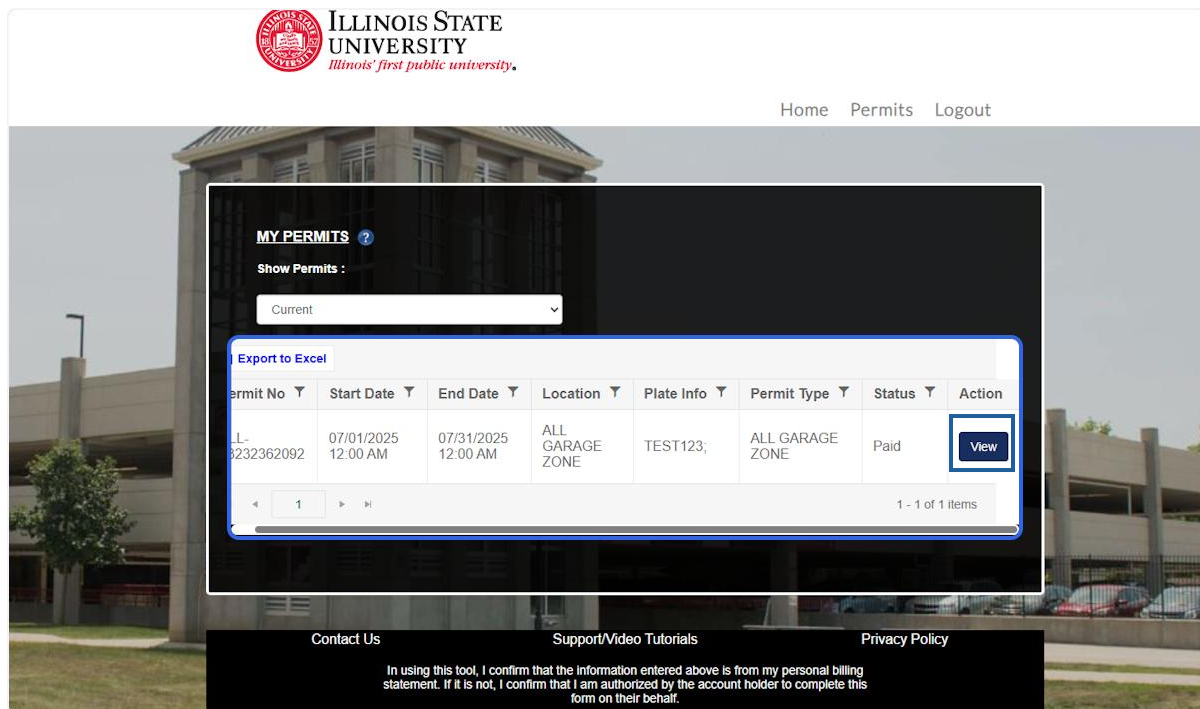 ILLINOIS STATE
UNIVERSITY
Illinois' first public university.
Home Permits Logout
MY PERMITS ?
Show Permits :
Current
Export to Excel
ermit No Start Date End Date Location Plate Info Permit Type Status Action
LL-
3232362092
07/01/2025
12:00 AM
07/31/2025
12:00 AM
ALL
GARAGE
ZONE
TEST123;
ALL GARAGE
ZONE
Paid
View
1
1 - 1 of 1 items
Contact Us Support/Video Tutorials Privacy Policy
In using this tool, I confirm that the information entered above is from my personal billing
statement. If it is not, I confirm that I am authorized by the account holder to complete this
form on their behalf.